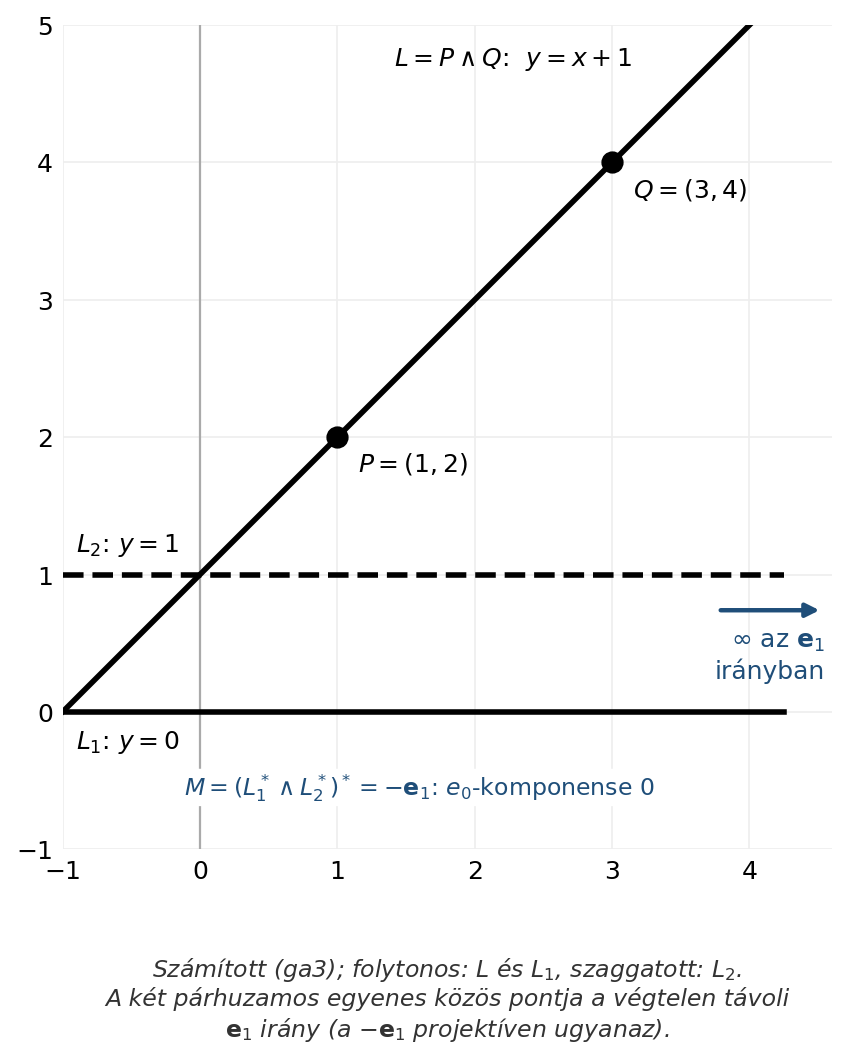 5
L = P ∧ Q:  y = x + 1
4
Q = (3, 4)
3
2
P = (1, 2)
L₂: y = 1
1
∞ az e₁
irányban
0
L₁: y = 0
M = (L₁* ∧ L₂*)* = −e₁: e₀-komponense 0
−1
−1 0 1 2 3 4
Számított (ga3); folytonos: L és L₁, szaggatott: L₂.
A két párhuzamos egyenes közös pontja a végtelen távoli
e₁ irány (a −e₁ projektíven ugyanaz).